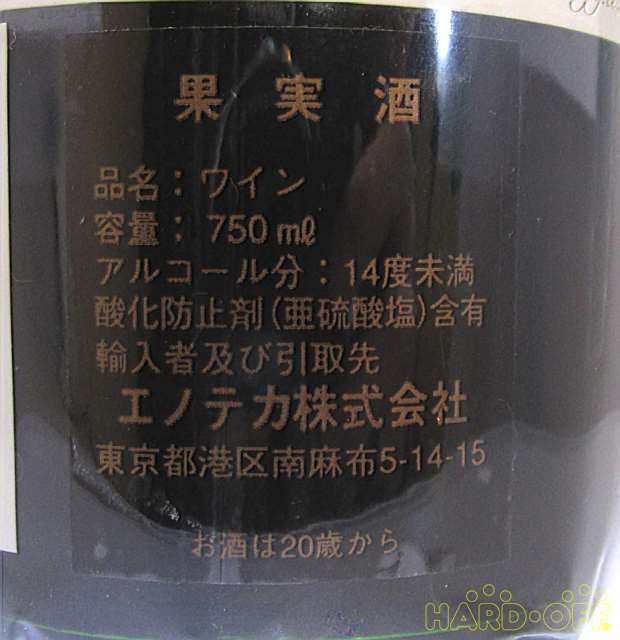 果実酒
品名：ワイン
容量：750㎖
アルコール分：14度未満
酸化防止剤(亜硫酸塩)含有
輸入者及び引取先
エノテカ株式会社
東京都港区南麻布5-14-15
お酒は20歳から
HARD·OFF